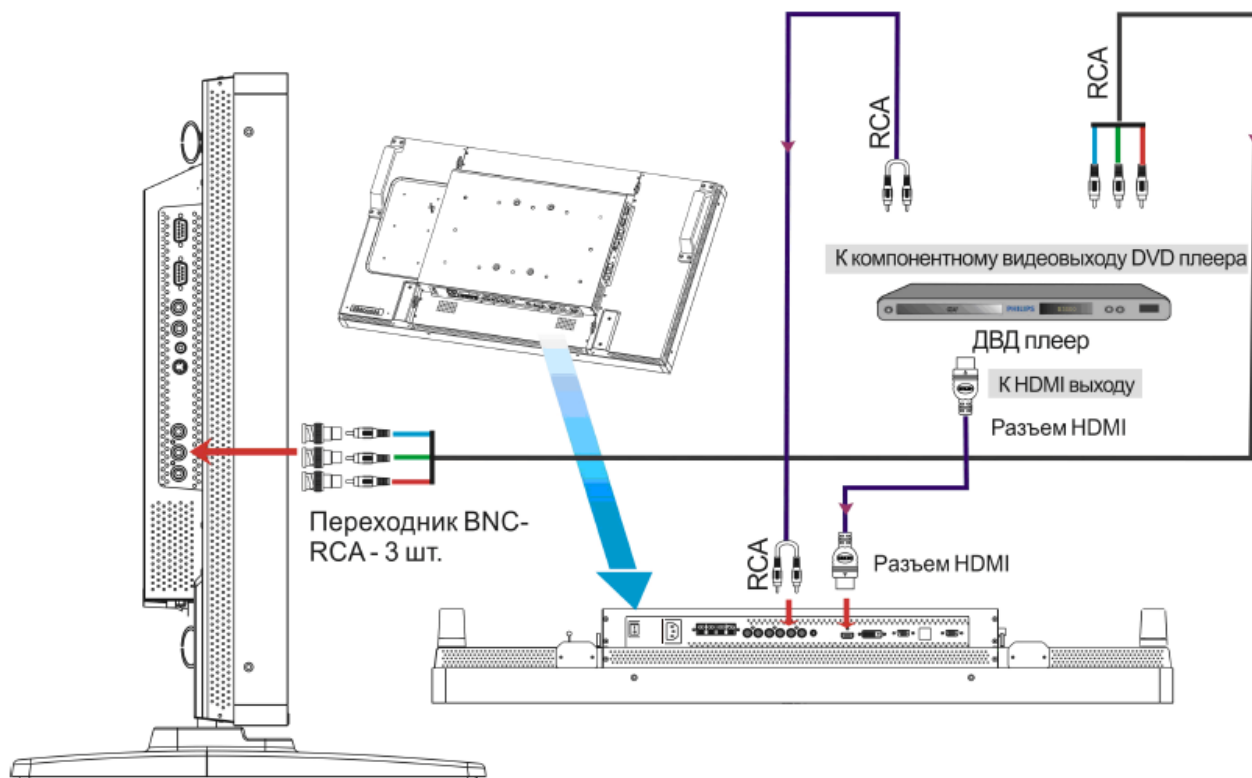 RCA
RCA
К компонентному видеовыходу DVD плеера
PHILIPS
ДВД плеер
К HDMI выходу
Разъем HDMI
Переходник BNC-
RCA - 3 шт.
RCA
Разъем HDMI